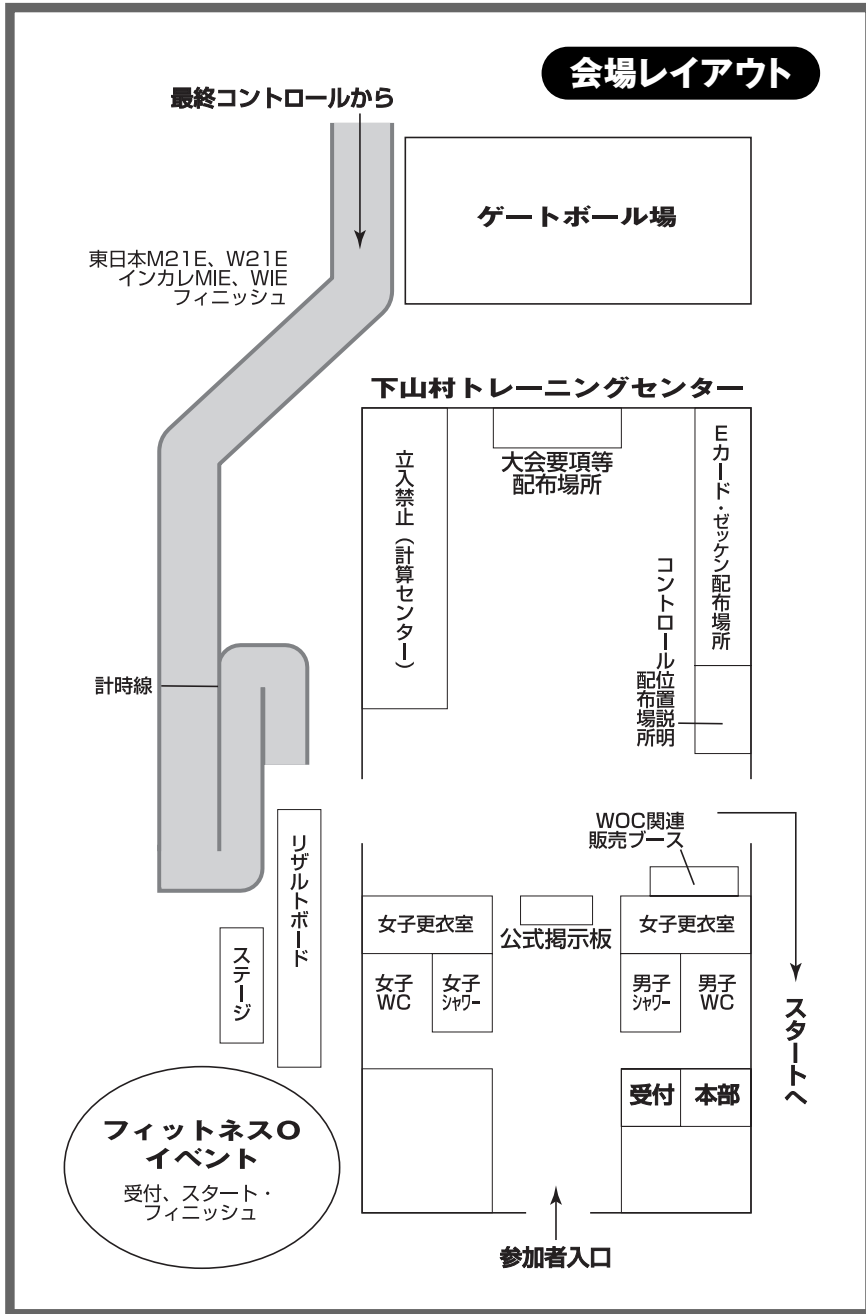 会場レイアウト
最終コントロールから
ゲートボール場
東日本M21E、W21E
インカレMIE、WIE
フィニッシュ
下山村トレーニングセンター
立入禁止（計算センター）
大会要項等
配布場所
Eカード・ゼッケン配布場所
コントロール位置説明
配布場所
計時線
WOC関連
販売ブース
リザルトボード
女子更衣室
公式掲示板
女子更衣室
ステージ
女子
WC
女子
シャワー
男子
シャワー
男子
WC
スタートへ
受付
本部
フィットネスO
イベント
受付、スタート・
フィニッシュ
参加者入口